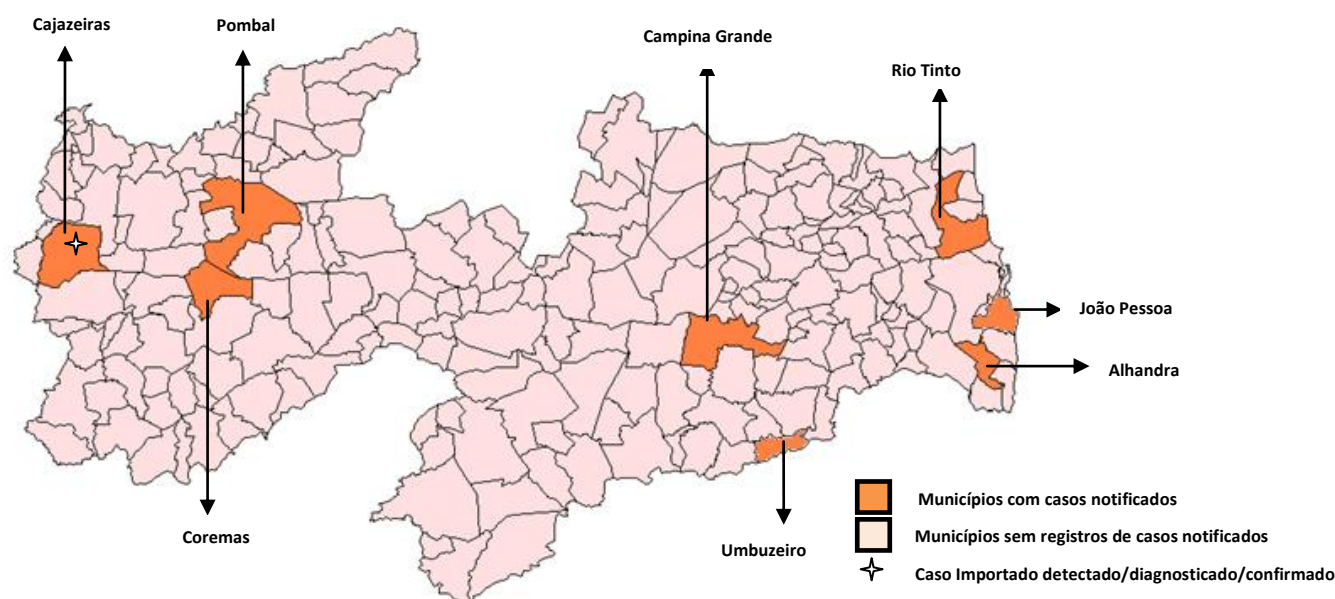 Cajazeiras
Pombal
Campina Grande
Rio Tinto
João Pessoa
Alhandra
Coremas
Umbuzeiro
Municípios com casos notificados
Municípios sem registros de casos notificados
Caso Importado detectado/diagnosticado/confirmado